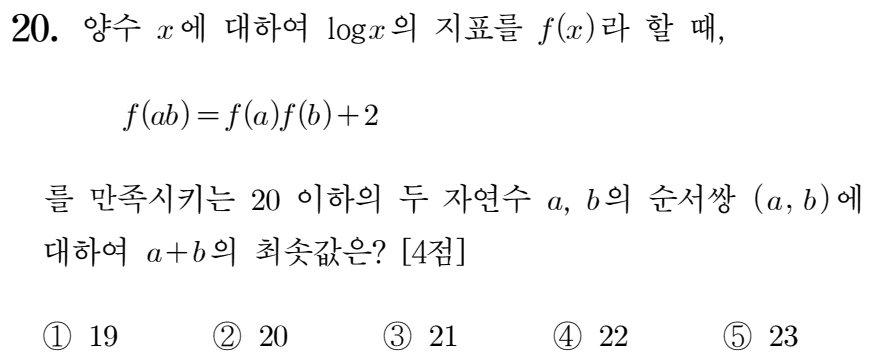 20. 양수 x에 대하여 logx의 지표를 f(x)라 할 때,
f(ab)=f(a)f(b)+2
를 만족시키는 20 이하의 두 자연수 a, b의 순서쌍 (a, b)에
대하여 a+b의 최솟값은? [4점]
① 19 ② 20 ③ 21 ④ 22 ⑤ 23